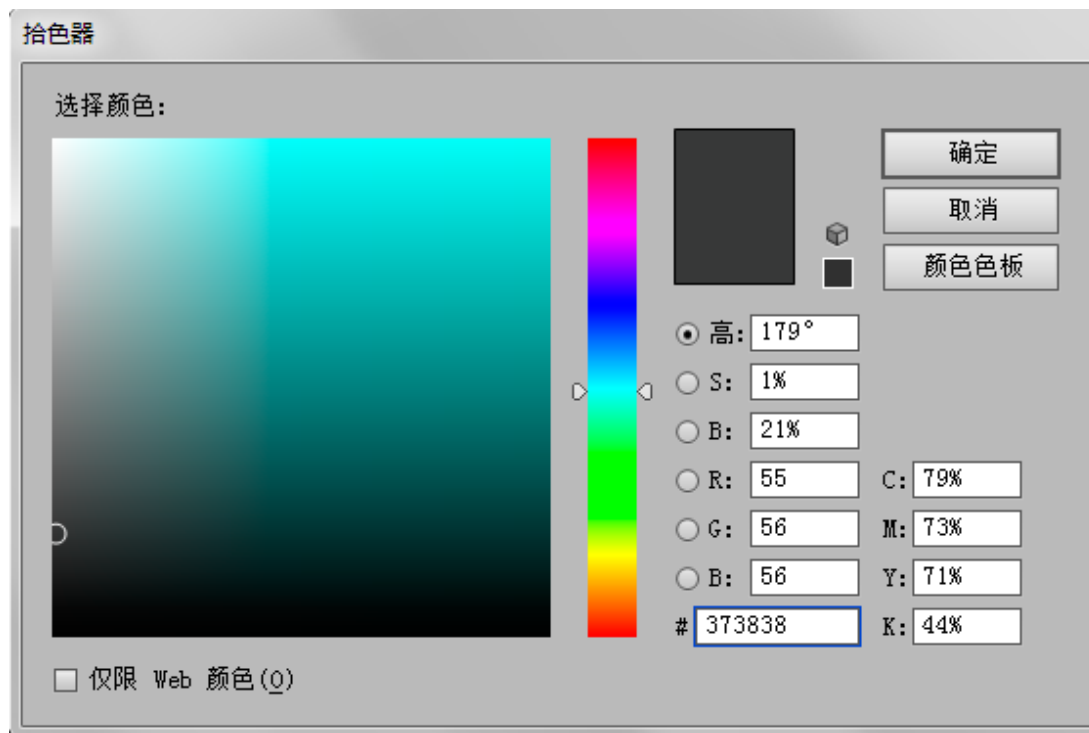 拾色器
选择颜色:
确定
取消
颜色色板
高: 179°
S: 1%
B: 21%
R: 55
C: 79%
G: 56
M: 73%
B: 56
Y: 71%
# 373838
K: 44%
仅限 Web 颜色(O)